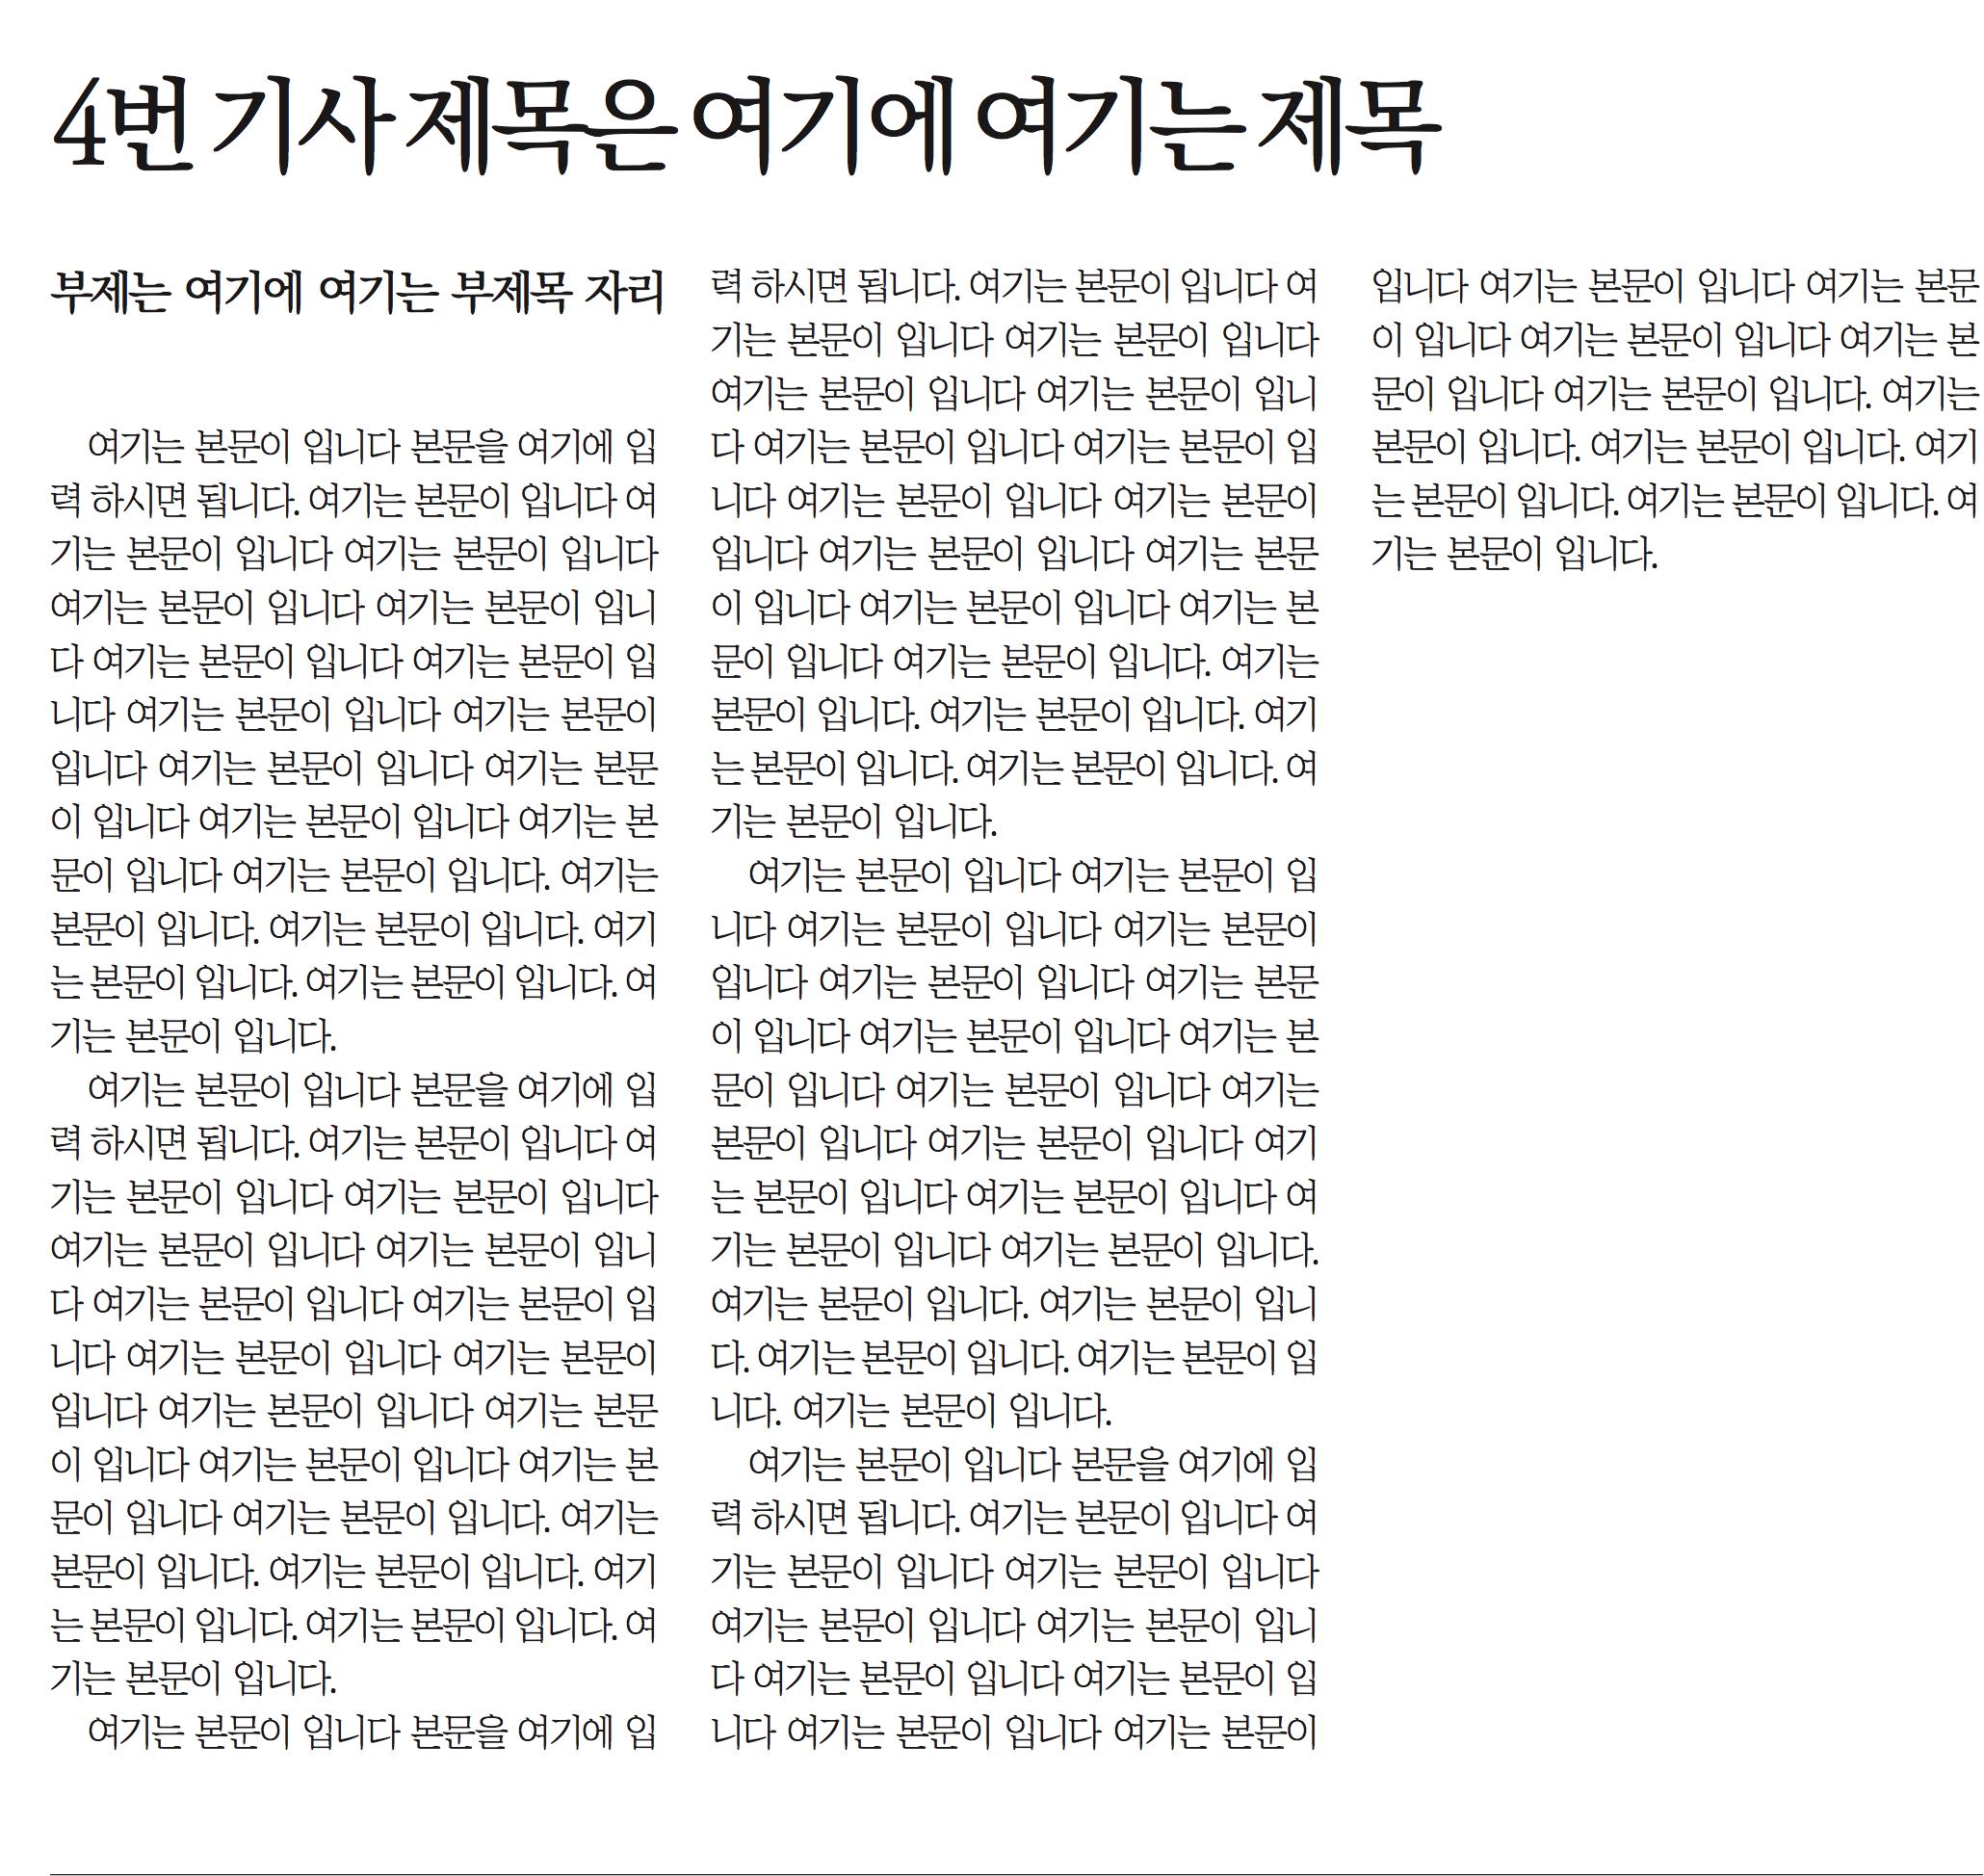 4번 기사 제목은 여기에 여기는 제목
부제는 여기에 여기는 부제목 자리
여기는 본문이 입니다 본문을 여기에 입
력 하시면 됩니다. 여기는 본문이 입니다 여
기는 본문이 입니다 여기는 본문이 입니다
여기는 본문이 입니다 여기는 본문이 입니
다 여기는 본문이 입니다 여기는 본문이 입
니다 여기는 본문이 입니다 여기는 본문이
입니다 여기는 본문이 입니다 여기는 본문
이 입니다 여기는 본문이 입니다 여기는 본
문이 입니다 여기는 본문이 입니다. 여기는
본문이 입니다. 여기는 본문이 입니다. 여기
는 본문이 입니다. 여기는 본문이 입니다. 여
기는 본문이 입니다.
여기는 본문이 입니다 본문을 여기에 입
력 하시면 됩니다. 여기는 본문이 입니다 여
기는 본문이 입니다 여기는 본문이 입니다
여기는 본문이 입니다 여기는 본문이 입니
다 여기는 본문이 입니다 여기는 본문이 입
니다 여기는 본문이 입니다 여기는 본문이
입니다 여기는 본문이 입니다 여기는 본문
이 입니다 여기는 본문이 입니다 여기는 본
문이 입니다 여기는 본문이 입니다. 여기는
본문이 입니다. 여기는 본문이 입니다. 여기
는 본문이 입니다. 여기는 본문이 입니다. 여
기는 본문이 입니다.
여기는 본문이 입니다 본문을 여기에 입
력 하시면 됩니다. 여기는 본문이 입니다 여
기는 본문이 입니다 여기는 본문이 입니다
여기는 본문이 입니다 여기는 본문이 입니
다 여기는 본문이 입니다 여기는 본문이 입
니다 여기는 본문이 입니다 여기는 본문이
입니다 여기는 본문이 입니다 여기는 본문
이 입니다 여기는 본문이 입니다 여기는 본
문이 입니다 여기는 본문이 입니다. 여기는
본문이 입니다. 여기는 본문이 입니다. 여기
는 본문이 입니다. 여기는 본문이 입니다. 여
기는 본문이 입니다.
여기는 본문이 입니다 여기는 본문이 입
니다 여기는 본문이 입니다 여기는 본문이
입니다 여기는 본문이 입니다 여기는 본문
이 입니다 여기는 본문이 입니다 여기는 본
문이 입니다 여기는 본문이 입니다 여기는
본문이 입니다 여기는 본문이 입니다 여기
는 본문이 입니다 여기는 본문이 입니다 여
기는 본문이 입니다 여기는 본문이 입니다.
여기는 본문이 입니다. 여기는 본문이 입니
다. 여기는 본문이 입니다. 여기는 본문이 입
니다. 여기는 본문이 입니다.
여기는 본문이 입니다 본문을 여기에 입
력 하시면 됩니다. 여기는 본문이 입니다 여
기는 본문이 입니다 여기는 본문이 입니다
여기는 본문이 입니다 여기는 본문이 입니
다 여기는 본문이 입니다 여기는 본문이 입
니다 여기는 본문이 입니다 여기는 본문이
입니다 여기는 본문이 입니다 여기는 본문
이 입니다 여기는 본문이 입니다 여기는 본
문이 입니다 여기는 본문이 입니다. 여기는
본문이 입니다. 여기는 본문이 입니다. 여기
는 본문이 입니다. 여기는 본문이 입니다. 여
기는 본문이 입니다.